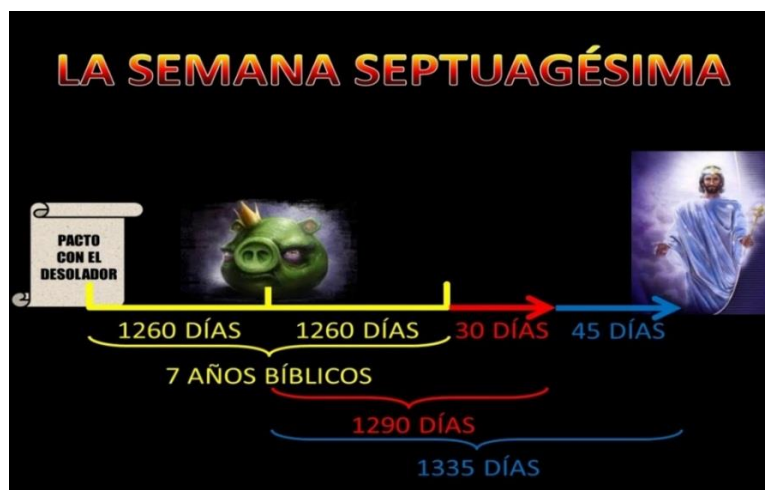 LA SEMANA SEPTUAGÉSIMA
PACTO
CON EL
DESOLADOR
1260 DÍAS 1260 DÍAS 30 DÍAS 45 DÍAS
7 AÑOS BÍBLICOS
1290 DÍAS
1335 DÍAS